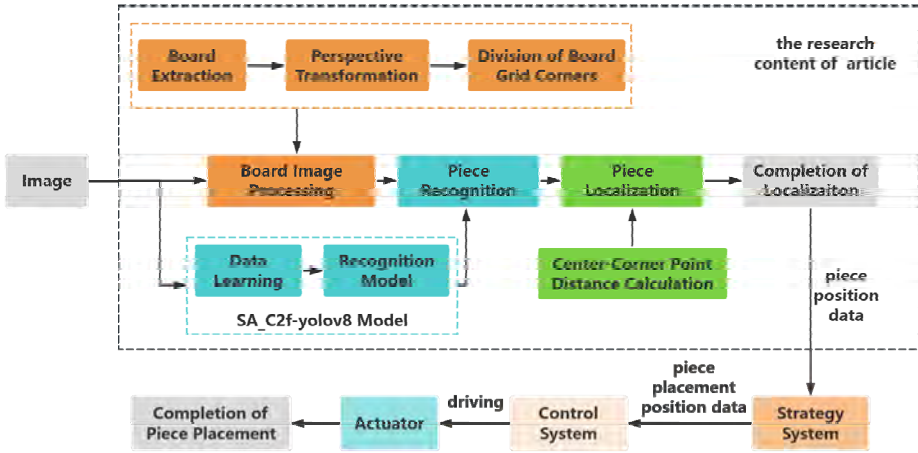 Board
Extraction
Perspective
Transformation
Division of Board
Grid Corners
the research
content of article
Image
Board Image
Processing
Piece
Recognition
Piece
Localization
Completion of
Localizaiton
Data
Learning
Recognition
Model
SA_C2f-yolov8 Model
Center-Corner Point
Distance Calculation
piece
position
data
Completion of
Piece Placement
Actuator
driving
Control
System
piece
placement
position data
Strategy
System